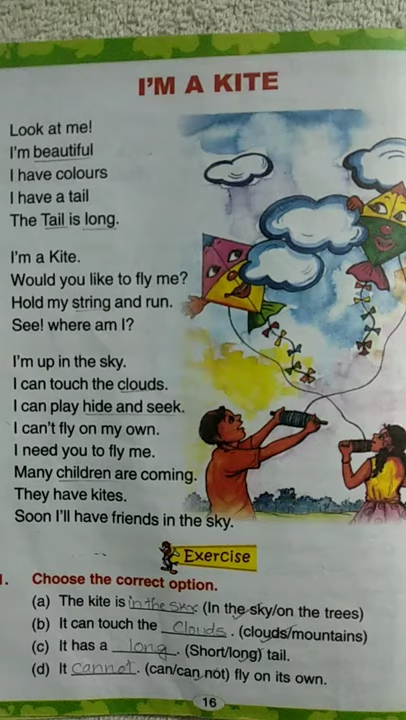 I'M A KITE
Look at me!
I'm beautiful
I have colours
I have a tail
The Tail is long.
I'm a Kite.
Would you like to fly me?
Hold my string and run.
See! where am I?
I'm up in the sky.
I can touch the clouds.
I can play hide and seek.
I can't fly on my own.
I need you to fly me.
Many children are coming.
They have kites.
Soon I'll have friends in the sky.
Exercise
1. Choose the correct option.
(a) The kite is in the sky (In the sky/on the trees)
(b) It can touch the Clouds. (clouds/mountains)
(c) It has a long. (Short/long) tail.
(d) It cannot. (can/can not) fly on its own.
16